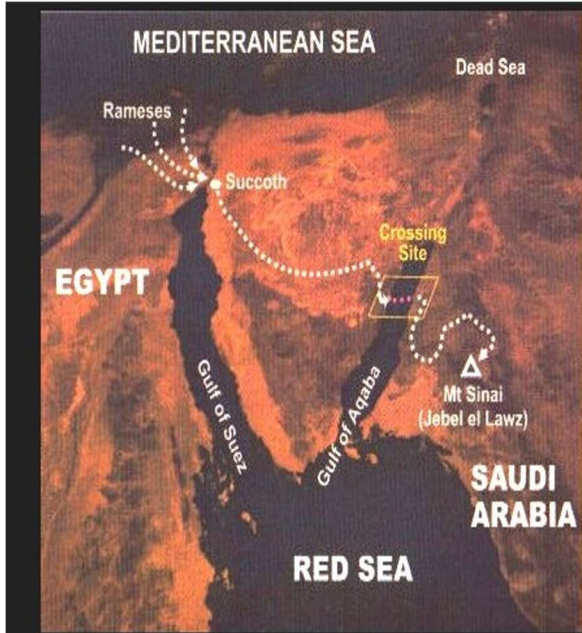 MEDITERRANEAN SEA
Dead Sea
Rameses
Succoth
Crossing
Site
EGYPT
Gulf of Suez
Gulf of Aqaba
Mt Sinai
(Jebel el Lawz)
SAUDI
ARABIA
RED SEA